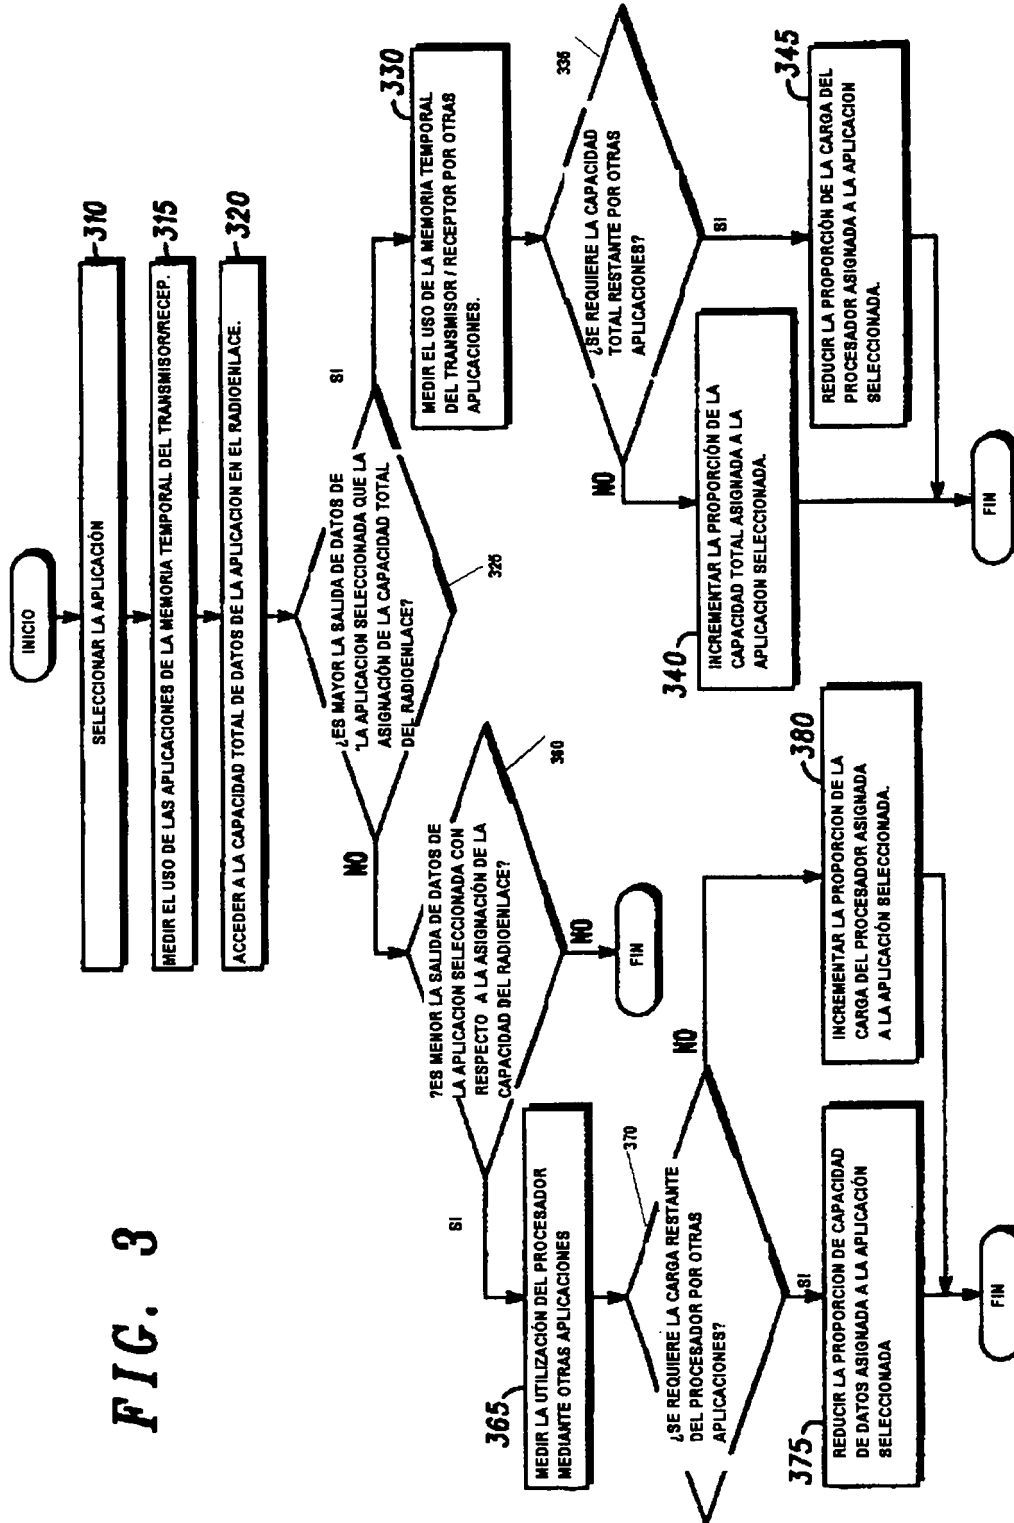 FIG. 3
INICIO
310
SELECCIONAR LA APLICACIÓN
315
MEDIR EL USO DE LAS APLICACIONES DE LA MEMORIA TEMPORAL DEL TRANSMISOR/RECEP.
320
ACCEDER A LA CAPACIDAD TOTAL DE DATOS DE LA APLICACION EN EL RADIOENLACE.
¿ES MAYOR LA SALIDA DE DATOS DE
LA APLICACION SELECCIONADA QUE LA
ASIGNACIÓN DE LA CAPACIDAD TOTAL
DEL RADIOENLACE?
325
SI
NO
330
MEDIR EL USO DE LA MEMORIA TEMPORAL
DEL TRANSMISOR / RECEPTOR POR OTRAS
APLICACIONES.
335
¿SE REQUIERE LA CAPACIDAD
TOTAL RESTANTE POR OTRAS
APLICACIONES?
NO
SI
340
INCREMENTAR LA PROPORCIÓN DE LA
CAPACIDAD TOTAL ASIGNADA A LA
APLICACION SELECCIONADA.
345
REDUCIR LA PROPORCIÓN DE LA CARGA DEL
PROCESADOR ASIGNADA A LA APLICACION
SELECCIONADA.
FIN
360
?ES MENOR LA SALIDA DE DATOS DE
LA APLICACION SELECCIONADA CON
RESPECTO A LA ASIGNACIÓN DE LA
CAPACIDAD DEL RADIOENLACE?
NO
FIN
SI
365
MEDIR LA UTILIZACIÓN DEL PROCESADOR
MEDIANTE OTRAS APLICACIONES
370
¿SE REQUIERE LA CARGA RESTANTE
DEL PROCESADOR POR OTRAS
APLICACIONES?
NO
SI
375
REDUCIR LA PROPORCION DE CAPACIDAD
DE DATOS ASIGNADA A LA APLICACIÓN
SELECCIONADA
380
INCREMENTAR LA PROPORCION DE LA
CARGA DEL PROCESADOR ASIGNADA
A LA APLICACIÓN SELECCIONADA.
FIN